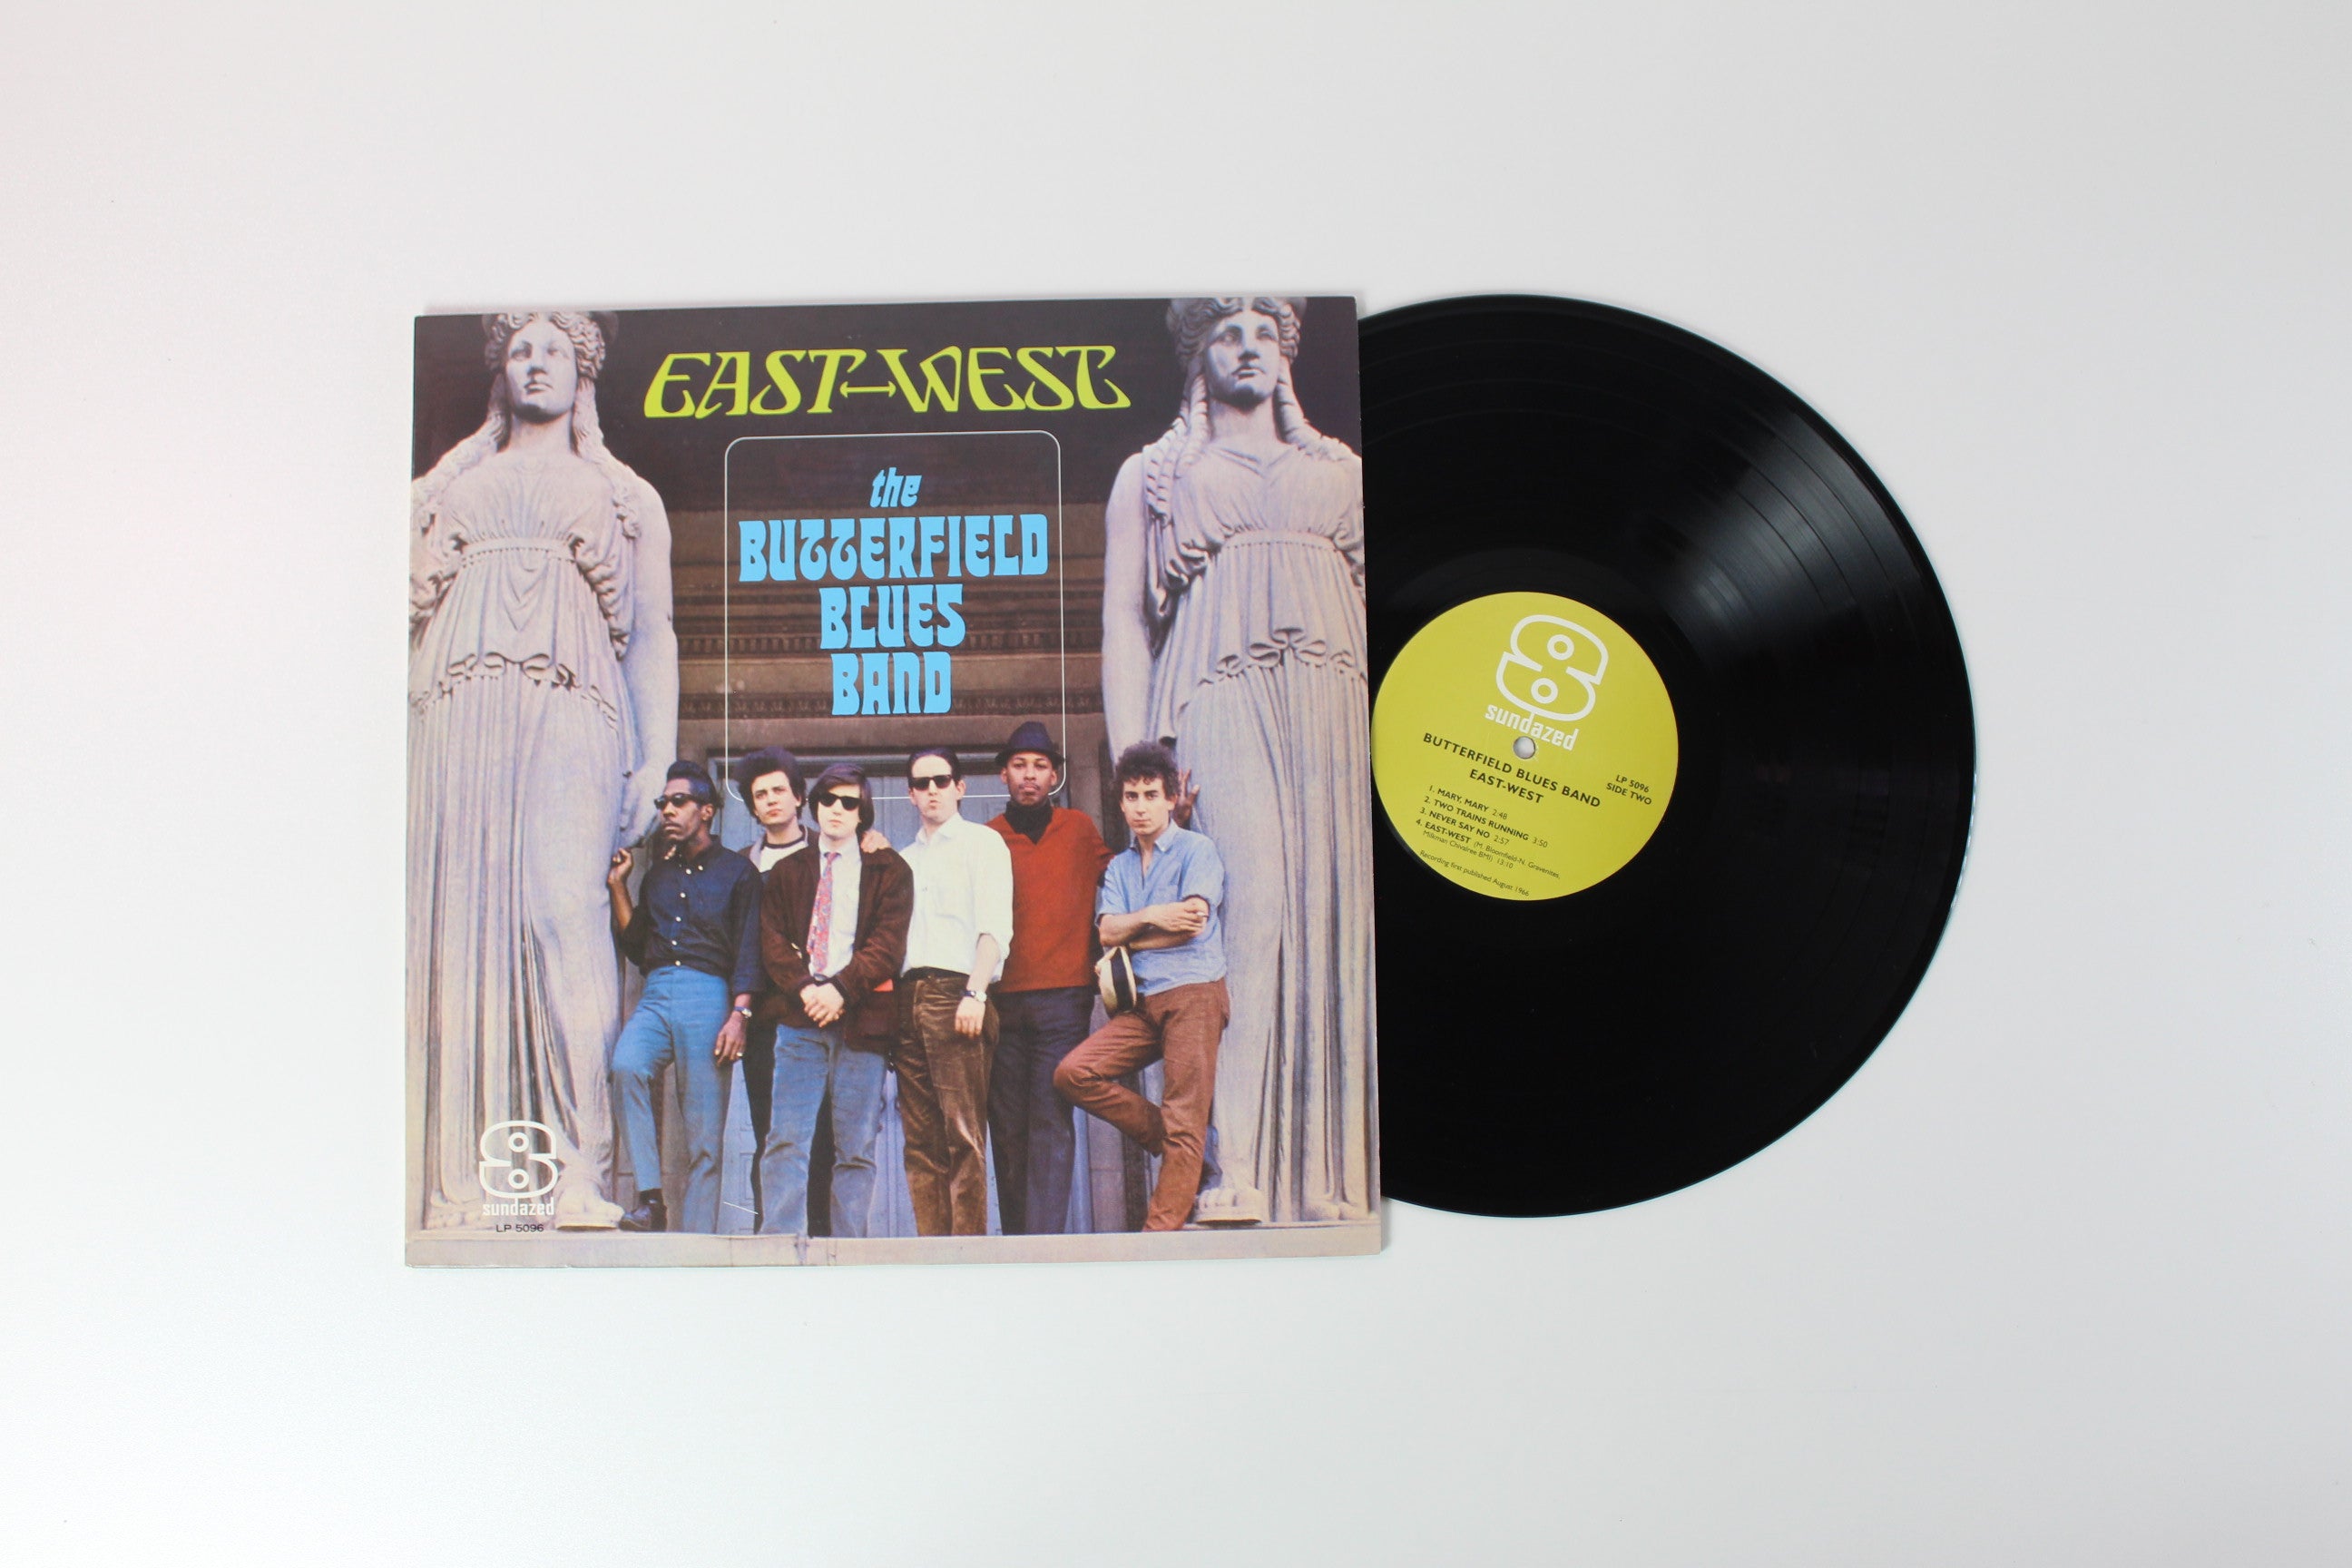 EAST↔WEST
the
BUTTERFIELD
BLUES
BAND
sundazed
LP 5096
sundazed
BUTTERFIELD BLUES BAND
EAST-WEST
LP 5096
SIDE TWO
1. MARY, MARY 2:48
2. TWO TRAINS RUNNING 3:50
3. NEVER SAY NO 2:57
4. EAST-WEST (M. Bloomfield-N. Gravenites,
Milkman Chivalree BMI) 13:10
Recording first published August 1966